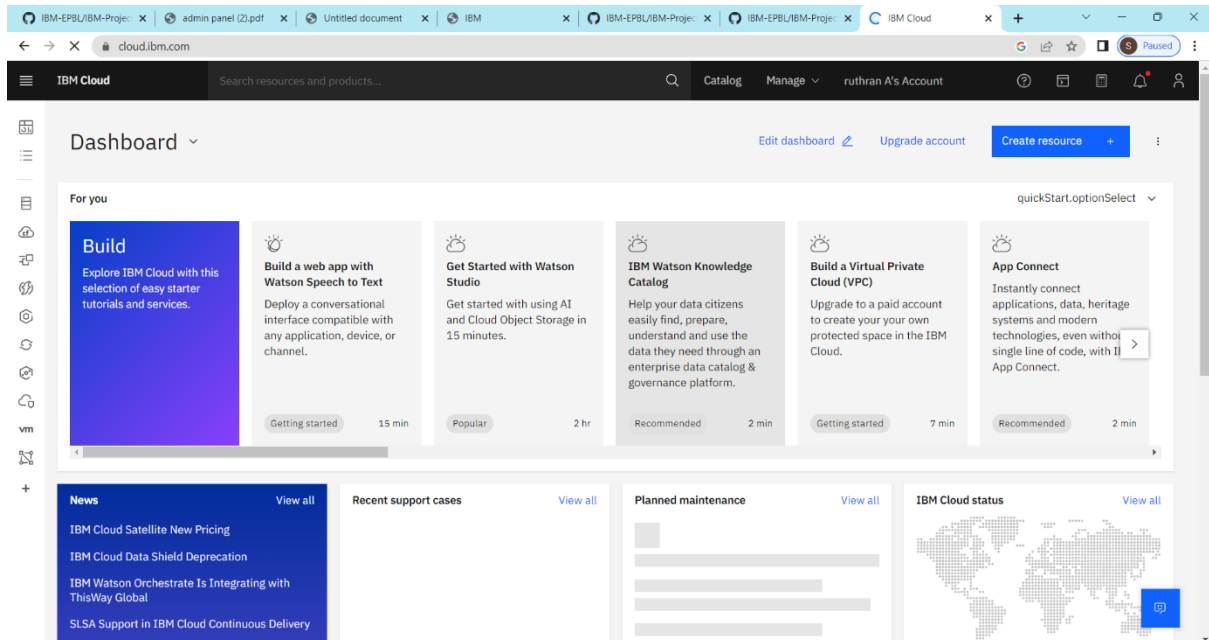 IBM-EPBL/IBM-Projec
admin panel (2).pdf
Untitled document
IBM
IBM-EPBL/IBM-Projec
IBM-EPBL/IBM-Projec
IBM Cloud
cloud.ibm.com
S
Paused
IBM Cloud
Search resources and products...
Catalog
Manage
ruthran A's Account
Dashboard
Edit dashboard
Upgrade account
Create resource +
For you
quickStart.optionSelect
Build
Explore IBM Cloud with this
selection of easy starter
tutorials and services.
Build a web app with
Watson Speech to Text
Deploy a conversational
interface compatible with
any application, device, or
channel.
Getting started
15 min
Get Started with Watson
Studio
Get started with using AI
and Cloud Object Storage in
15 minutes.
Popular
2 hr
IBM Watson Knowledge
Catalog
Help your data citizens
easily find, prepare,
understand and use the
data they need through an
enterprise data catalog &
governance platform.
Recommended
2 min
Build a Virtual Private
Cloud (VPC)
Upgrade to a paid account
to create your your own
protected space in the IBM
Cloud.
Getting started
7 min
App Connect
Instantly connect
applications, data, heritage
systems and modern
technologies, even
single line of code, with
App Connect.
Recommended
2 min
vm
News
View all
IBM Cloud Satellite New Pricing
IBM Cloud Data Shield Deprecation
IBM Watson Orchestrate Is Integrating with
ThisWay Global
SLSA Support in IBM Cloud Continuous Delivery
Recent support cases
View all
Planned maintenance
View all
IBM Cloud status
View all